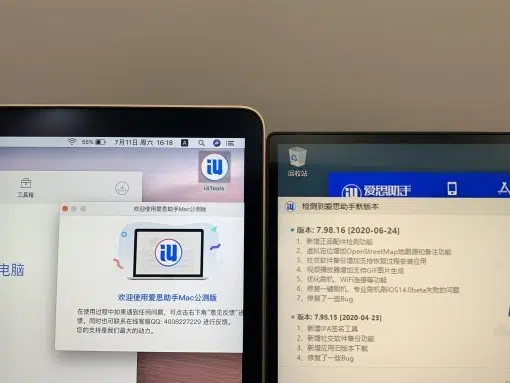 55%
7月11日 周六 16:18
A
iU
i4Tools
工具箱
欢迎使用爱思助手Mac公测版
iU
欢迎使用爱思助手Mac公测版
在使用过程中如果遇到任何问题，可点击右下角"意见反馈"进
馈。同时也可联系在线客服QQ: 4008227229 进行反馈。
您的支持是我们最大的动力。
电脑
回收站
iU 爱思助手
iU 检测到爱思助手新版本
版本: 7.98.16 (2020-06-24)
1、新增正品配件检测功能
2、虚拟定位增加OpenStreetMap地图源和备注功能
3、社交软件备份增加支持恢复过程安装应用
4、视频播放器增加支持GIF图片生成
5、优化刷机、WiFi连接等功能
6、修复一键刷机、专业刷机刷iOS14.0beta失败的问题
7、修复了一些Bug
版本: 7.98.15 (2020-04-23)
1、新增IPA签名工具
2、新增社交软件备份功能
3、新增应用旧版本下载
4、修复了一些Bug